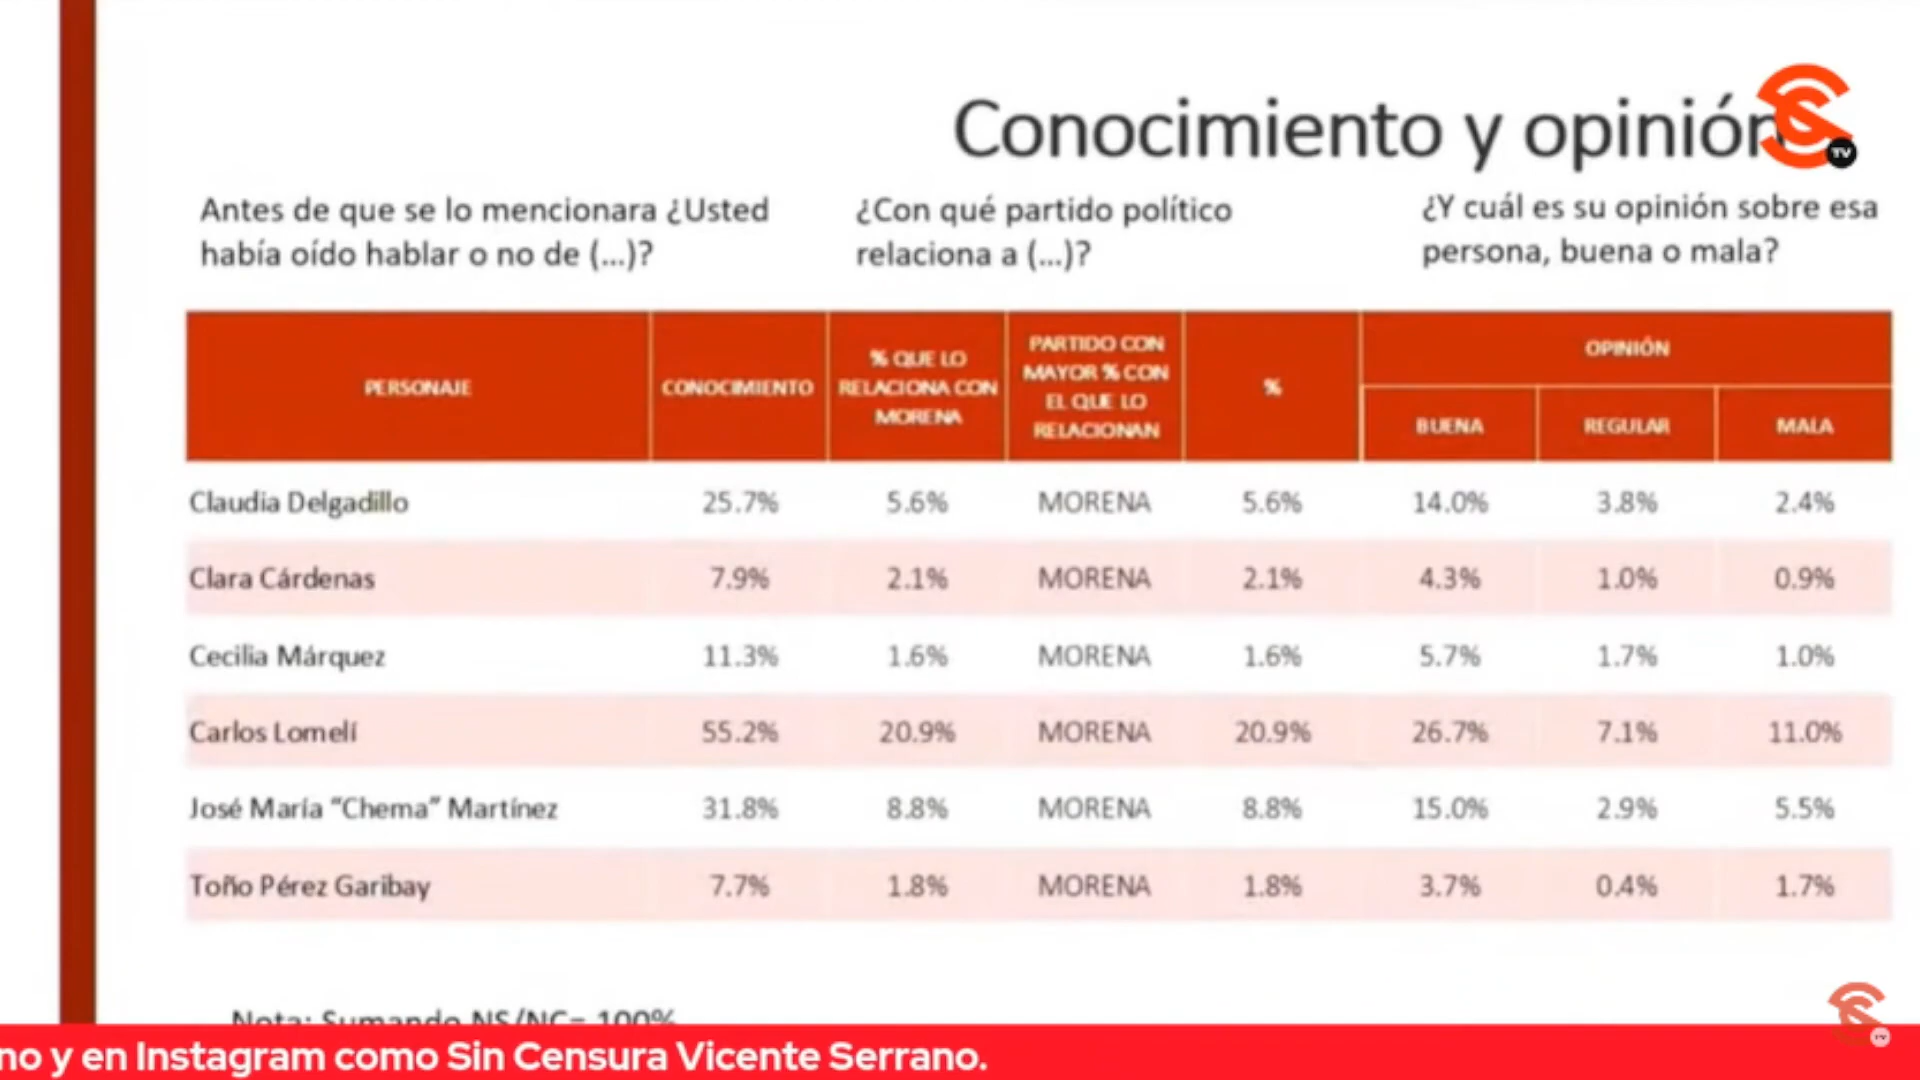 Conocimiento y opinión
TV
Antes de que se lo mencionara ¿Usted
había oído hablar o no de (...)?
¿Con qué partido político
relaciona a (...)?
¿Y cuál es su opinión sobre esa
persona, buena o mala?
PERSONAJE
CONOCIMIENTO
% QUE LO
RELACIONA CON
MORENA
PARTIDO CON
MAYOR % CON
EL QUE LO
RELACIONAN
%
OPINIÓN
BUENA REGULAR MALA
Claudia Delgadillo 25.7% 5.6% MORENA 5.6% 14.0% 3.8% 2.4%
Clara Cárdenas 7.9% 2.1% MORENA 2.1% 4.3% 1.0% 0.9%
Cecilia Márquez 11.3% 1.6% MORENA 1.6% 5.7% 1.7% 1.0%
Carlos Lomelí 55.2% 20.9% MORENA 20.9% 26.7% 7.1% 11.0%
José María “Chema” Martínez 31.8% 8.8% MORENA 8.8% 15.0% 2.9% 5.5%
Toño Pérez Garibay 7.7% 1.8% MORENA 1.8% 3.7% 0.4% 1.7%
Nota: Sumando NS/NC= 100%
TV
no y en Instagram como Sin Censura Vicente Serrano.